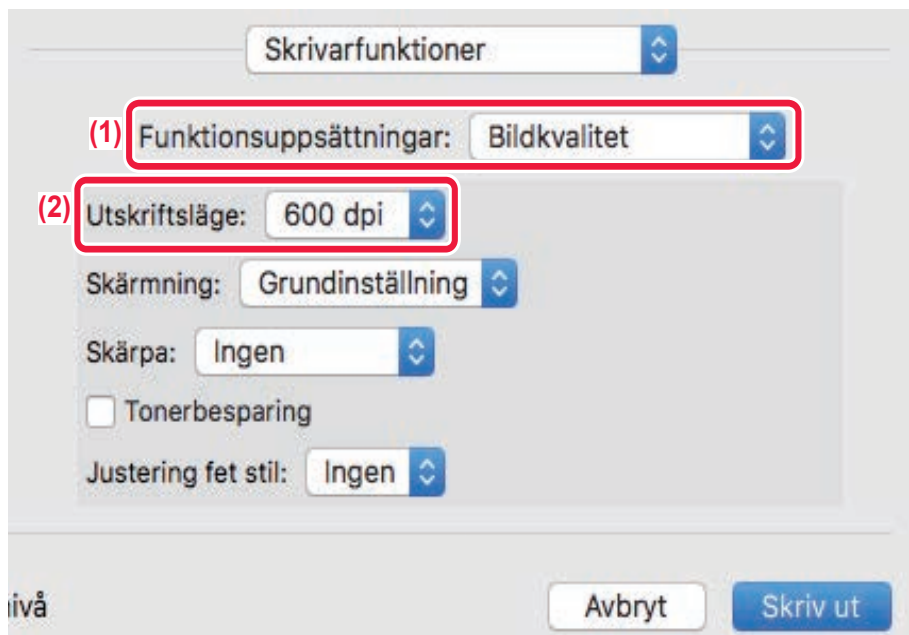 Skrivarfunktioner
(1) Funktionsuppsättningar: Bildkvalitet
(2) Utskriftsläge: 600 dpi
Skärmning: Grundinställning
Skärpa: Ingen
Tonerbesparing
Justering fet stil: Ingen
ivå Avbryt Skriv ut